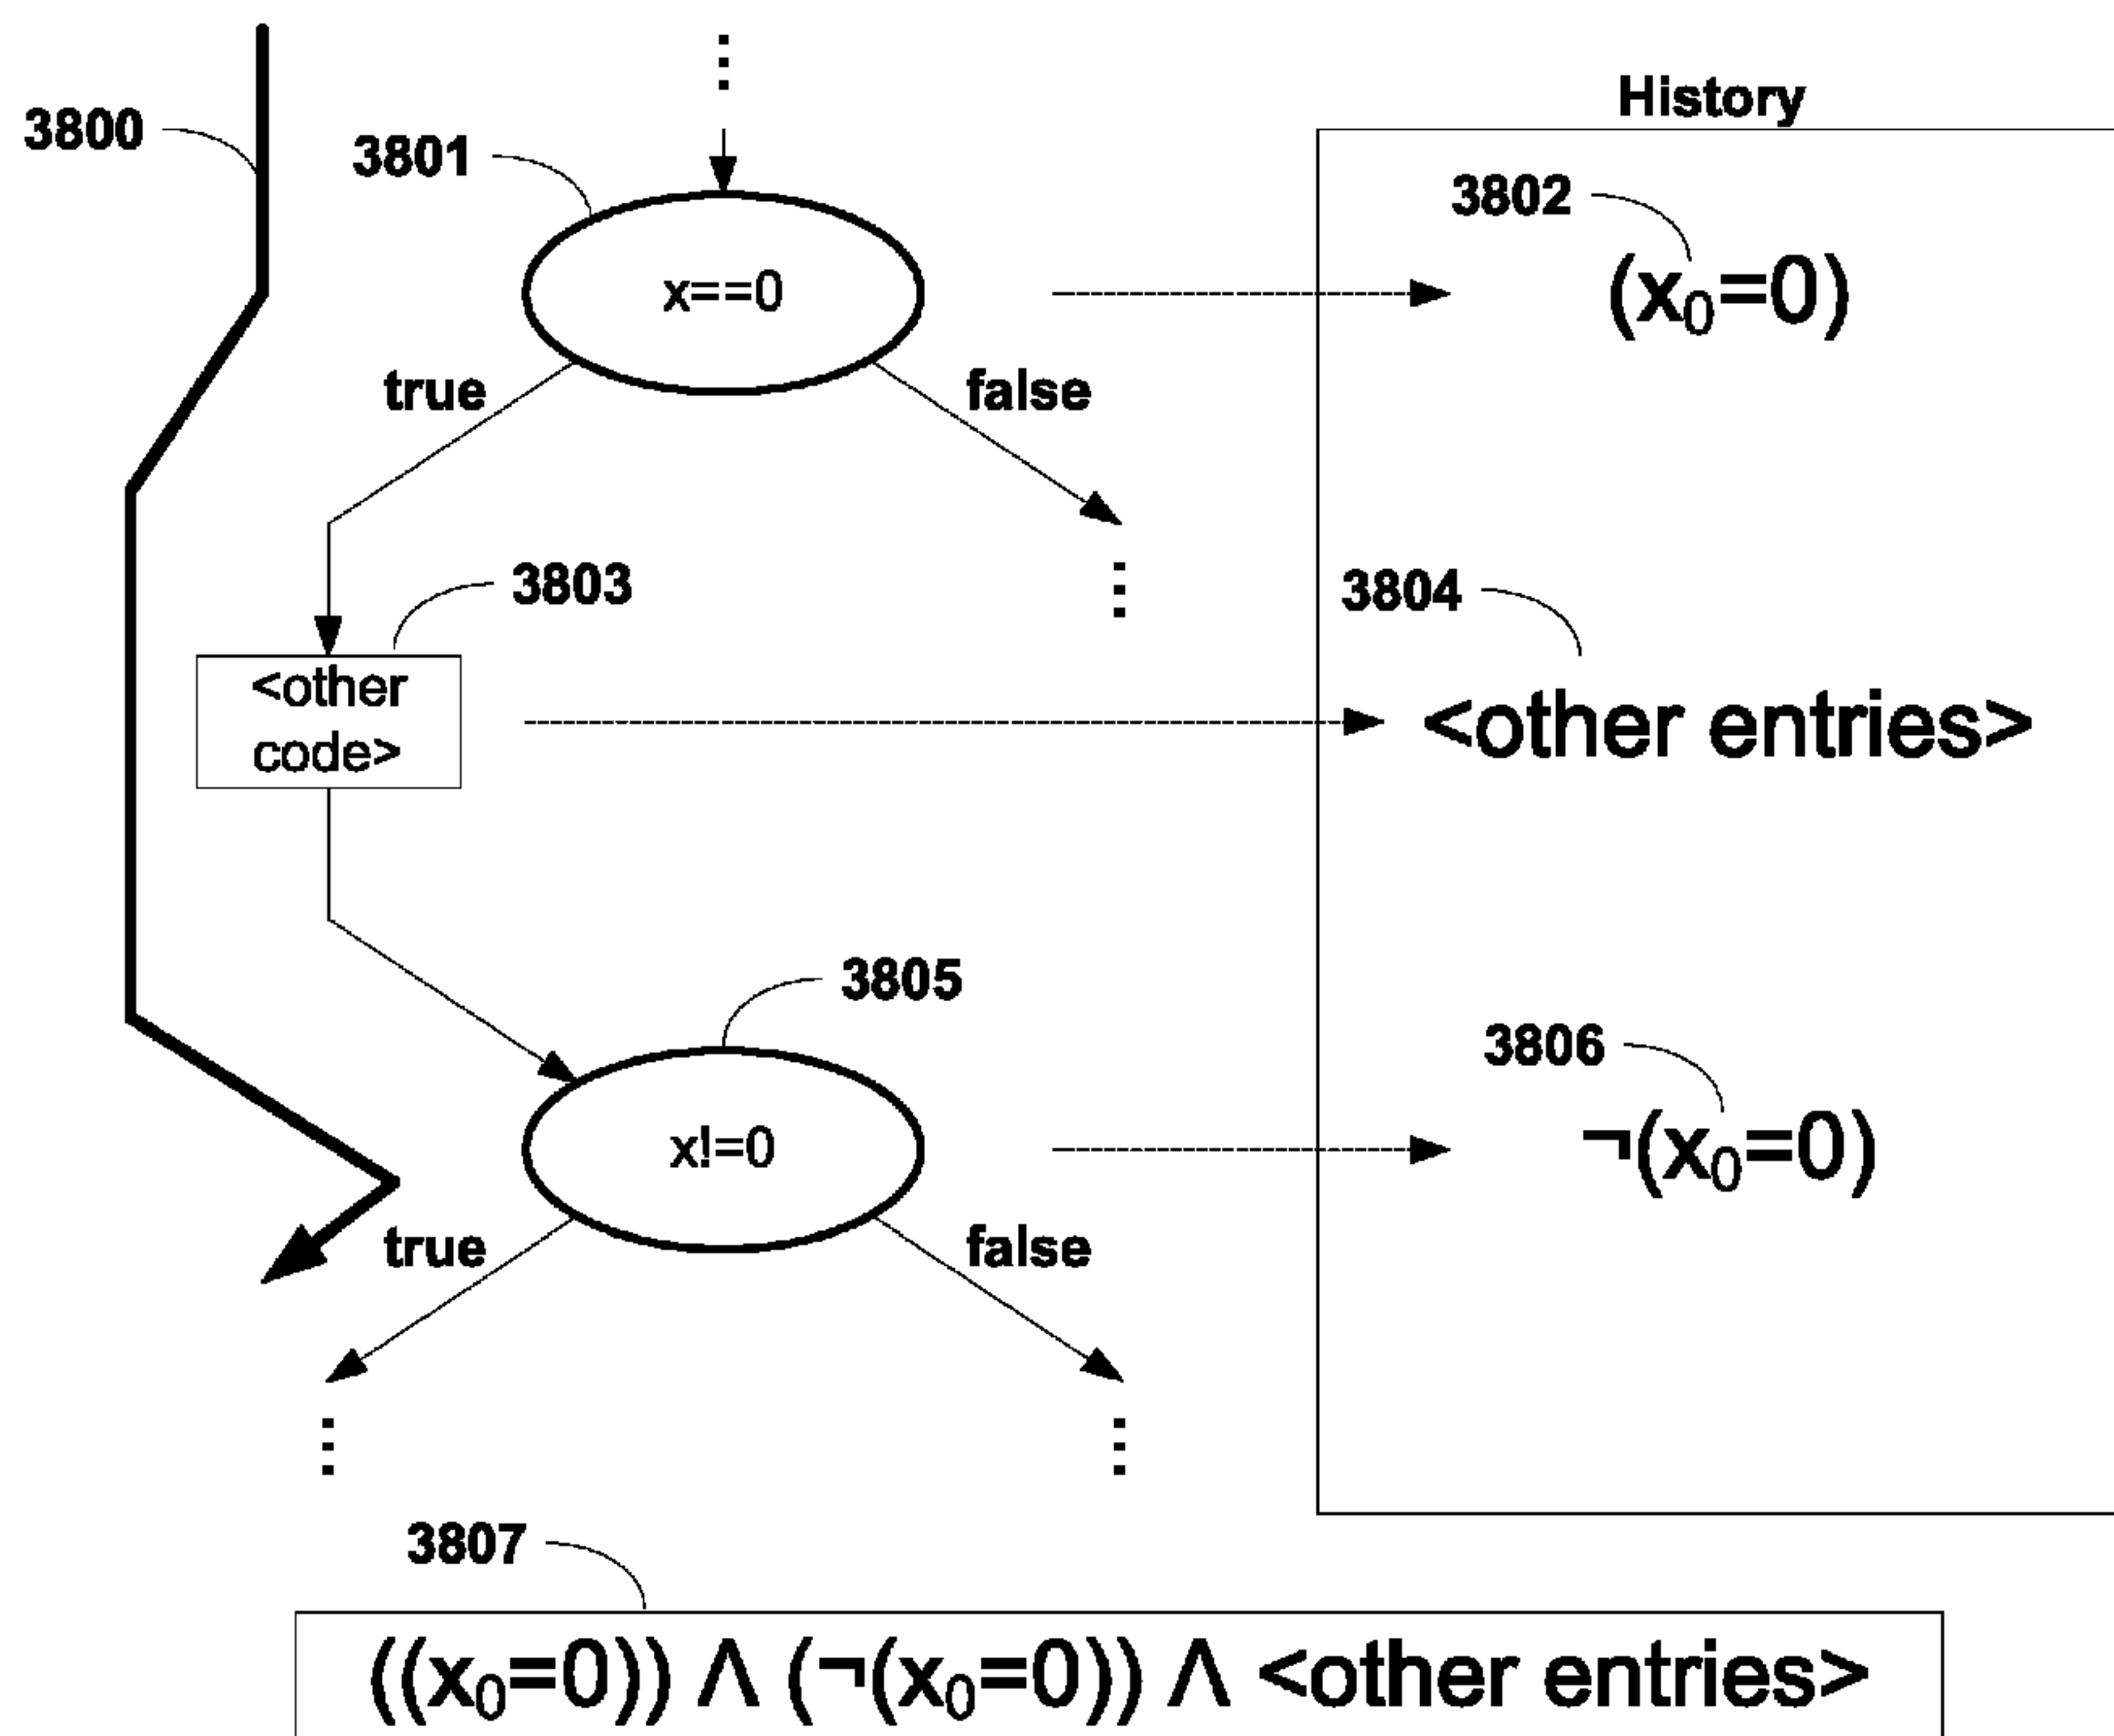 History
3800
3801
3802
x==0
(x₀=0)
true
false
3803
3804
<other
code>
<other entries>
3805
3806
x!=0
¬(x₀=0)
true
false
3807
((x₀=0)) Λ (¬(x₀=0)) Λ <other entries>